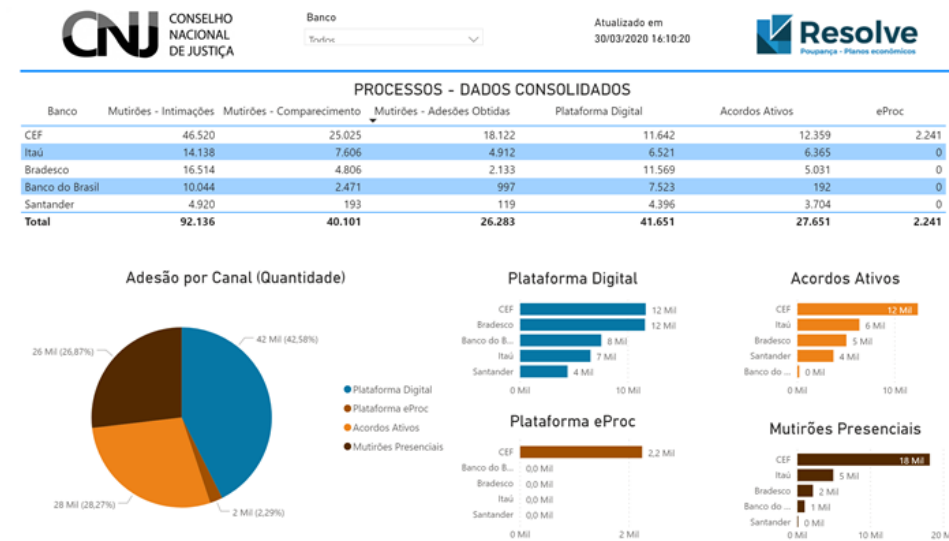 CNJ CONSELHO NACIONAL DE JUSTIÇA
Banco
Todos
Atualizado em
30/03/2020 16:10:20
Resolve
Poupança - Planos econômicos
PROCESSOS - DADOS CONSOLIDADOS
Banco Mutirões - Intimações Mutirões - Comparecimento Mutirões - Adesões Obtidas Plataforma Digital Acordos Ativos eProc
CEF 46.520 25.025 18.122 11.642 12.359 2.241
Itaú 14.138 7.606 4.912 6.521 6.365 0
Bradesco 16.514 4.806 2.133 11.569 5.031 0
Banco do Brasil 10.044 2.471 997 7.523 192 0
Santander 4.920 193 119 4.396 3.704 0
Total 92.136 40.101 26.283 41.651 27.651 2.241
Adesão por Canal (Quantidade)
42 Mil (42,58%)
26 Mil (26,87%)
28 Mil (28,27%)
2 Mil (2,29%)
Plataforma Digital
Plataforma eProc
Acordos Ativos
Mutirões Presenciais
Plataforma Digital
CEF 12 Mil
Bradesco 12 Mil
Banco do B... 8 Mil
Itaú 7 Mil
Santander 4 Mil
0 Mil 10 Mil
Acordos Ativos
CEF 12 Mil
Itaú 6 Mil
Bradesco 5 Mil
Santander 4 Mil
Banco do ... 0 Mil
0 Mil 10 Mil
Plataforma eProc
CEF 2,2 Mil
Banco do B... 0,0 Mil
Bradesco 0,0 Mil
Itaú 0,0 Mil
Santander 0,0 Mil
0 Mil 2 Mil
Mutirões Presenciais
CEF 18 Mil
Itaú 5 Mil
Bradesco 2 Mil
Banco do ... 1 Mil
Santander 0 Mil
0 Mil 10 Mil 20